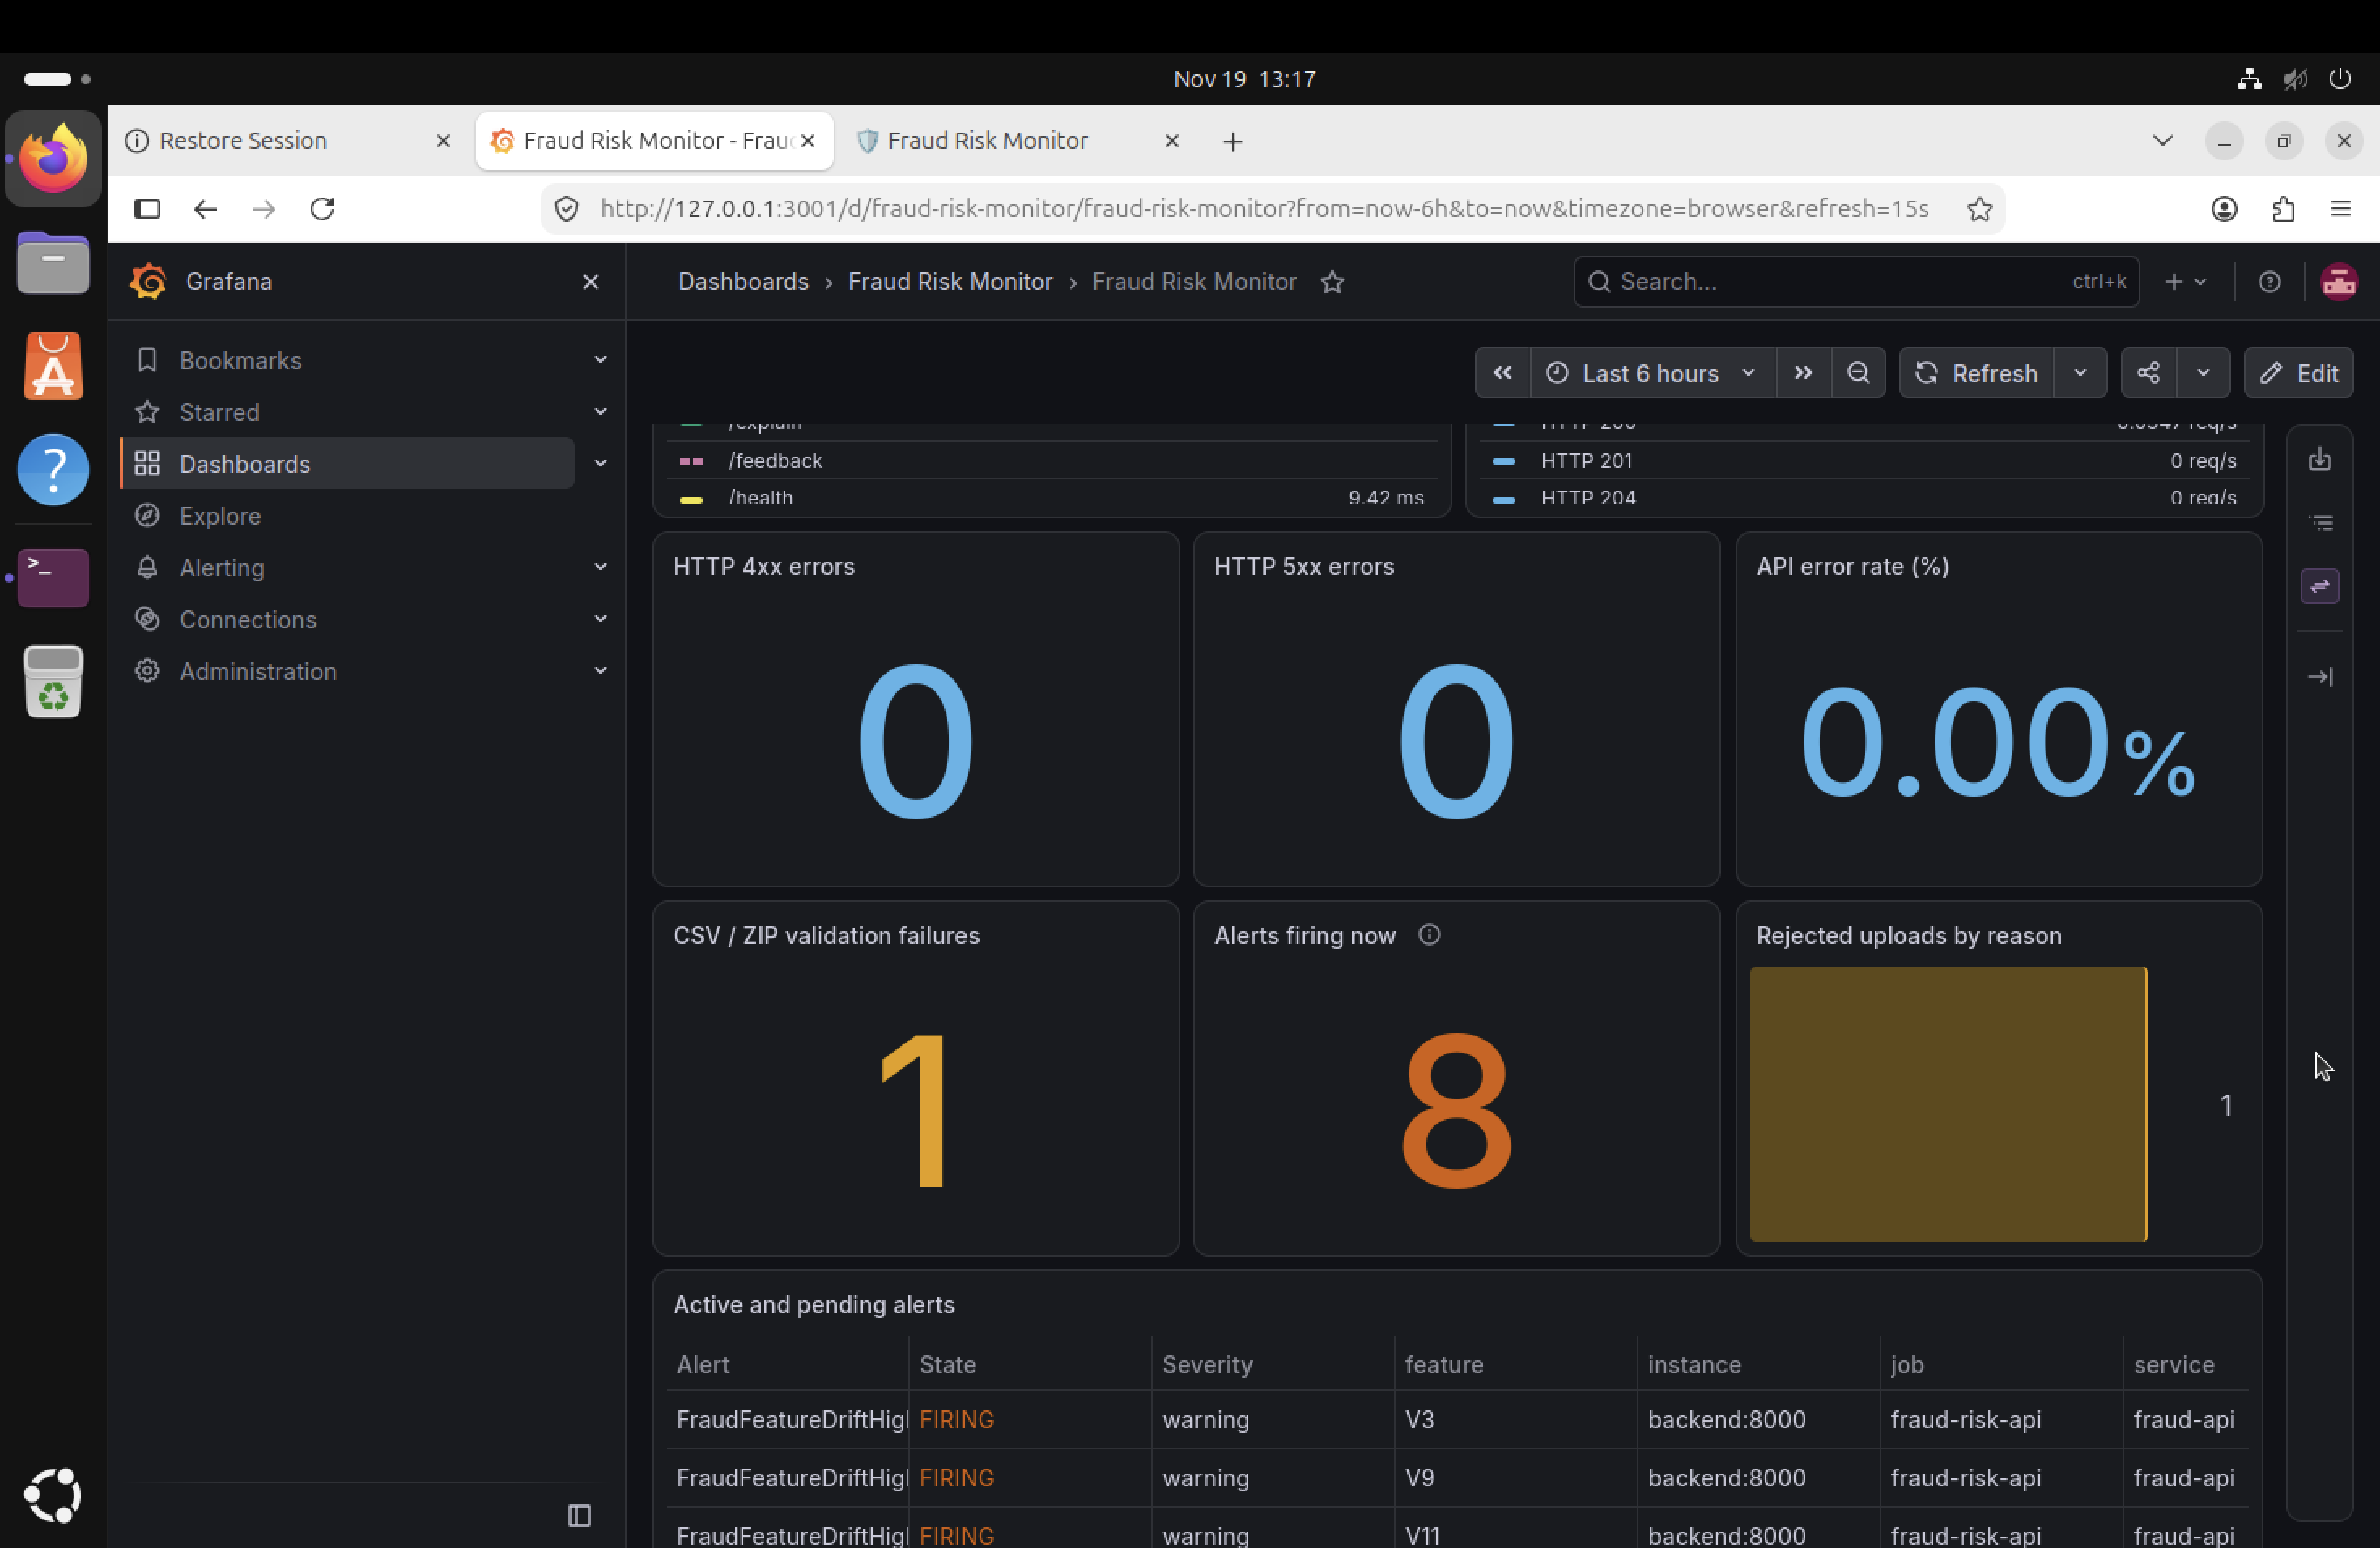 Nov 19 13:17
Restore Session
Fraud Risk Monitor - Frau
Fraud Risk Monitor
http://127.0.0.1:3001/d/fraud-risk-monitor/fraud-risk-monitor?from=now-6h&to=now&timezone=browser&refresh=15s
Grafana
Dashboards › Fraud Risk Monitor › Fraud Risk Monitor
Search...
ctrl+k
Bookmarks
Starred
Dashboards
Explore
Alerting
Connections
Administration
Last 6 hours
Refresh
Edit
/explain
/feedback
/health 9.42 ms
HTTP 201 0 req/s
HTTP 204 0 req/s
HTTP 4xx errors
0
HTTP 5xx errors
0
API error rate (%)
0.00%
CSV / ZIP validation failures
1
Alerts firing now
8
Rejected uploads by reason
1
Active and pending alerts
Alert State Severity feature instance job service
FraudFeatureDriftHigh FIRING warning V3 backend:8000 fraud-risk-api fraud-api
FraudFeatureDriftHigh FIRING warning V9 backend:8000 fraud-risk-api fraud-api
FraudFeatureDriftHigh FIRING warning V11 backend:8000 fraud-risk-api fraud-api